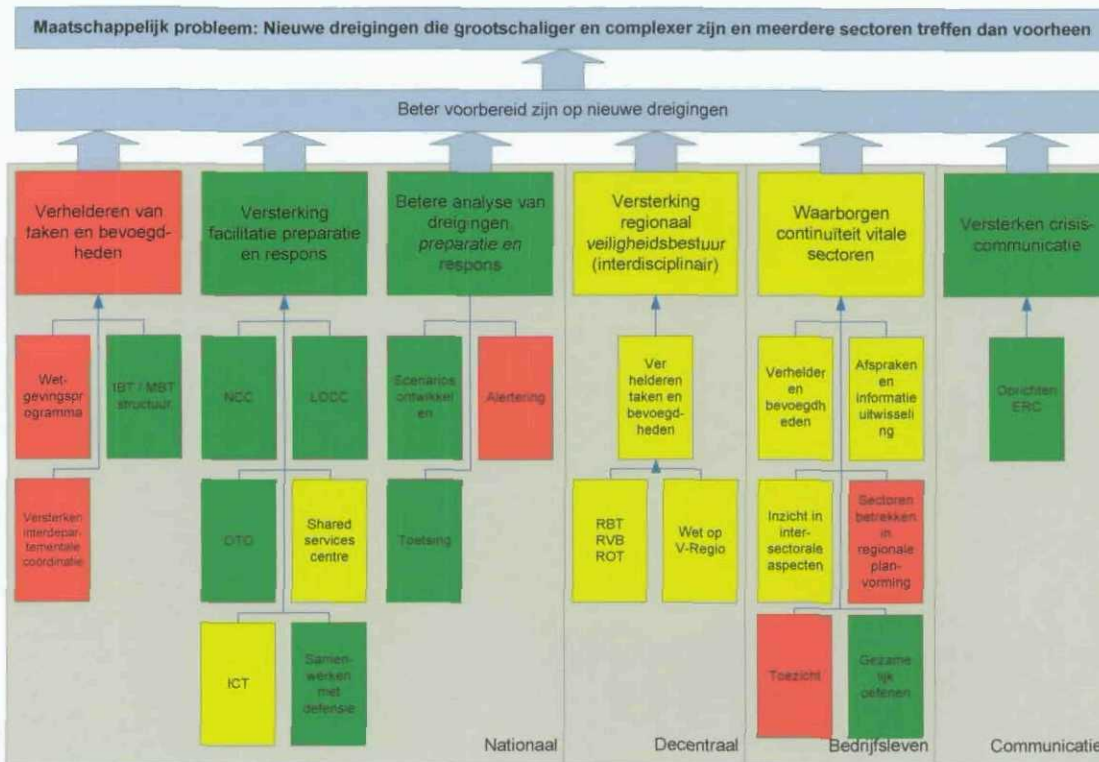 Maatschappelijk probleem: Nieuwe dreigingen die grootschaliger en complexer zijn en meerdere sectoren treffen dan voorheen
Beter voorbereid zijn op nieuwe dreigingen
Verhelderen van
taken en bevoegd-
heden
Versterking
facilitatie preparatie
en respons
Betere analyse van
dreigingen,
preparatie en
respons
Versterking
regionaal
veiligheidsbestuur
(interdisciplinair)
Waarborgen
continuïteit vitale
sectoren
Versterken crisis-
communicatie
Wet-
gevingspr
ogramma
IBT / MBT
structuur
NCC
LOCC
Scenarios
ontwikkel
en
Alertering
Ver
helderen
taken en
bevoegd-
heden
Verhelder
en
bevoegdh
eden
Afspraken
en
informatie
uitwisseli
ng
Oprichten
ERC
Versterken
interdepar-
tementale
coördinatie
OTO
Shared
services
centre
Toetsing
RBT
RVB
ROT
Wet op
V-Regio
Inzicht in
inter-
sectorale
aspecten
Sectoren
betrekken
in
regionale
plan-
vorming
ICT
Samen-
werken
met
defensie
Toezicht
Gezame
lijk
oefenen
Nationaal
Decentraal
Bedrijfsleven
Communicatie